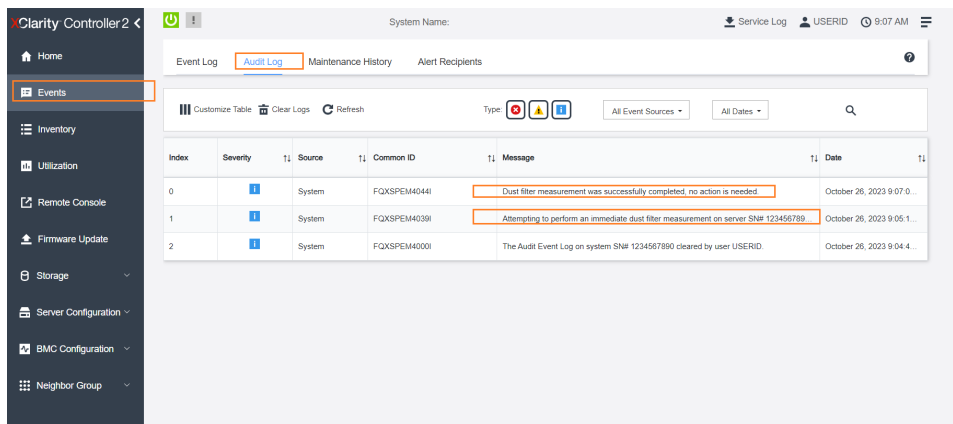 XClarity Controller 2
System Name:
Service Log
USERID
9:07 AM
Home
Events
Inventory
Utilization
Remote Console
Firmware Update
Storage
Server Configuration
BMC Configuration
Neighbor Group
Event Log
Audit Log
Maintenance History
Alert Recipients
Customize Table
Clear Logs
Refresh
Type:
All Event Sources
All Dates
Index Severity Source Common ID Message Date
0 System FQXSPEM4044I Dust filter measurement was successfully completed, no action is needed. October 26, 2023 9:07:0...
1 System FQXSPEM4039I Attempting to perform an immediate dust filter measurement on server SN# 123456789... October 26, 2023 9:05:1...
2 System FQXSPEM4000I The Audit Event Log on system SN# 1234567890 cleared by user USERID. October 26, 2023 9:04:4...